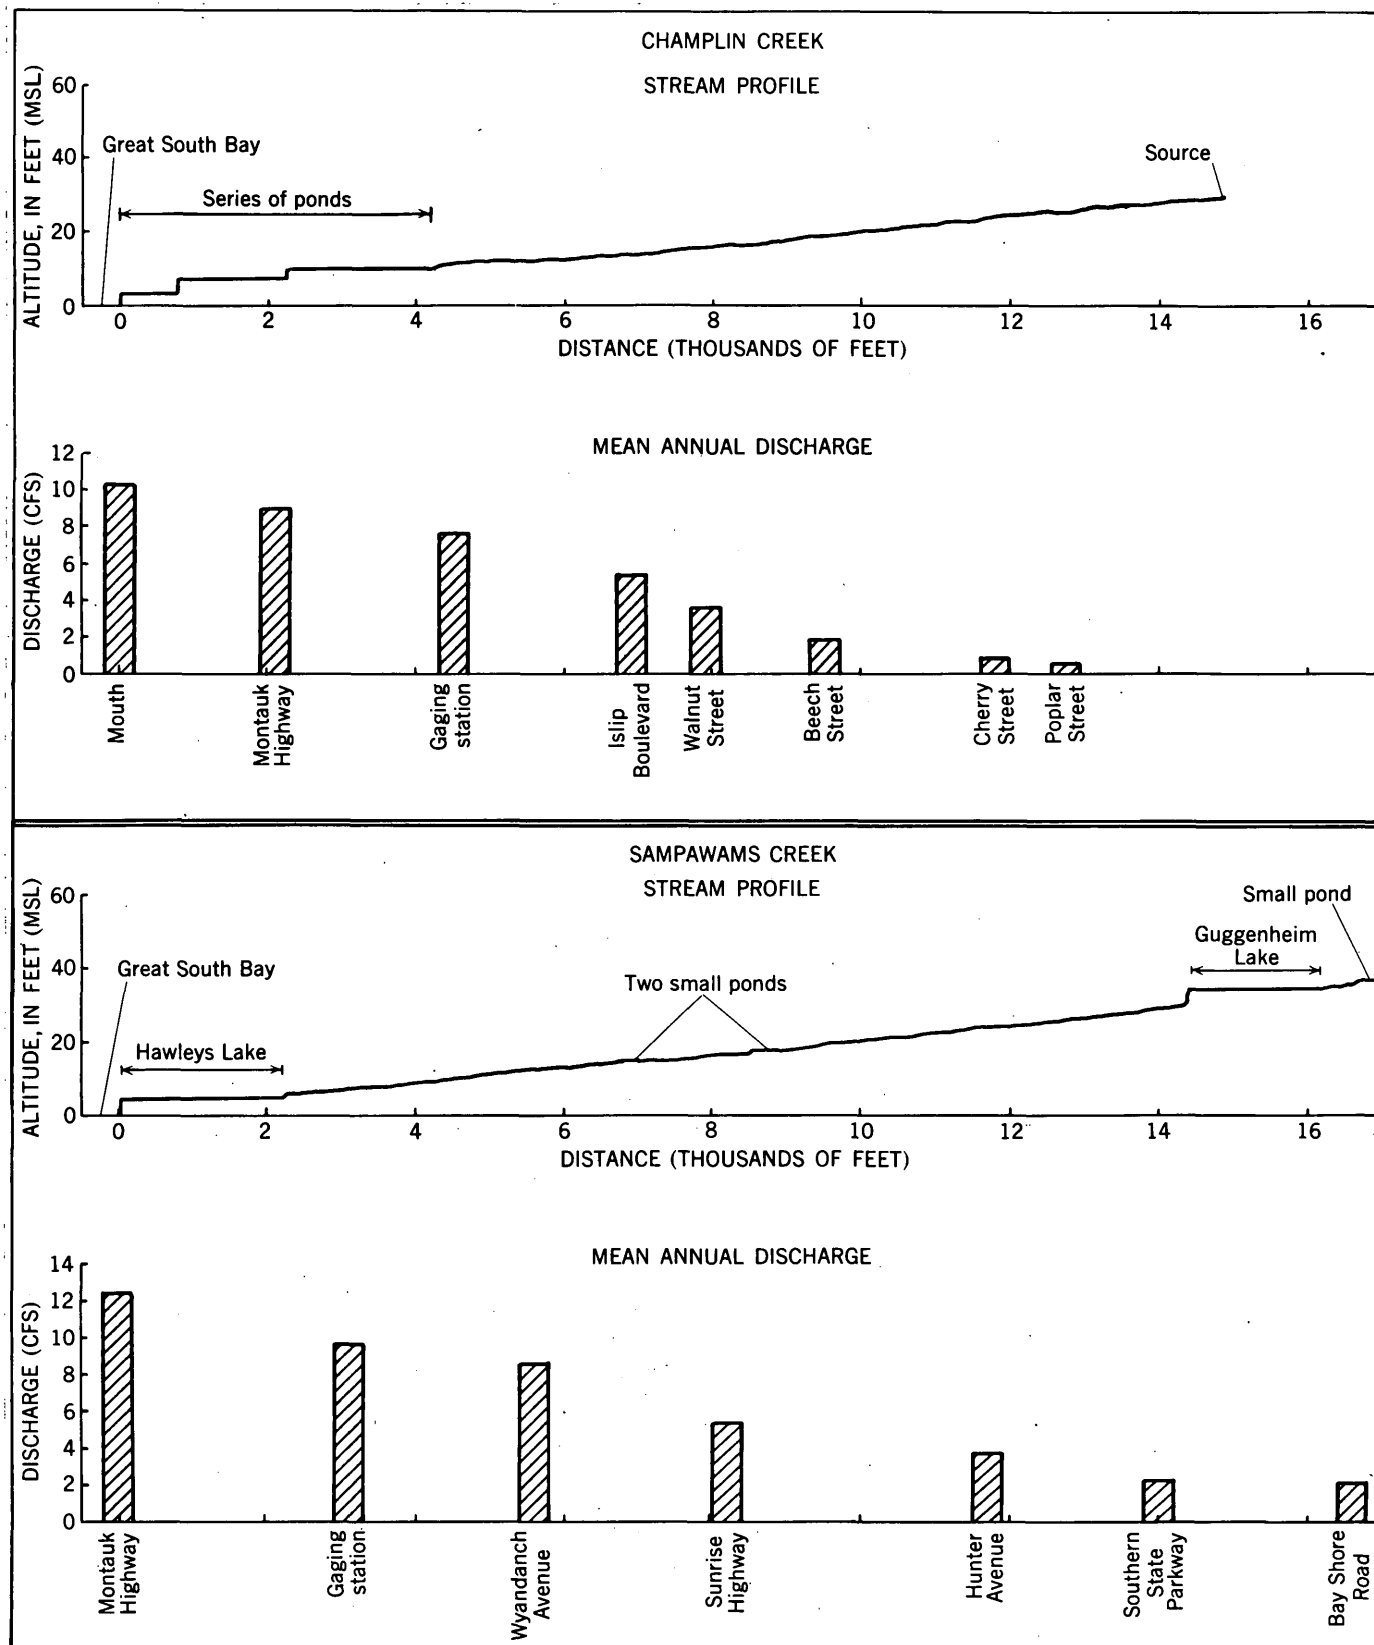 CHAMPLIN CREEK
STREAM PROFILE
ALTITUDE, IN FEET (MSL)
60
40
20
0
Great South Bay
Series of ponds
Source
0 2 4 6 8 10 12 14 16
DISTANCE (THOUSANDS OF FEET)
MEAN ANNUAL DISCHARGE
DISCHARGE (CFS)
12
10
8
6
4
2
0
Mouth
Montauk
Highway
Gaging
station
Islip
Boulevard
Walnut
Street
Beech
Street
Cherry
Street
Poplar
Street
SAMPAWAMS CREEK
STREAM PROFILE
ALTITUDE, IN FEET (MSL)
60
40
20
0
Great South Bay
Hawleys Lake
Two small ponds
Guggenheim
Lake
Small pond
0 2 4 6 8 10 12 14 16
DISTANCE (THOUSANDS OF FEET)
MEAN ANNUAL DISCHARGE
DISCHARGE (CFS)
14
12
10
8
6
4
2
0
Montauk
Highway
Gaging
station
Wyandanch
Avenue
Sunrise
Highway
Hunter
Avenue
Southern
State
Parkway
Bay Shore
Road